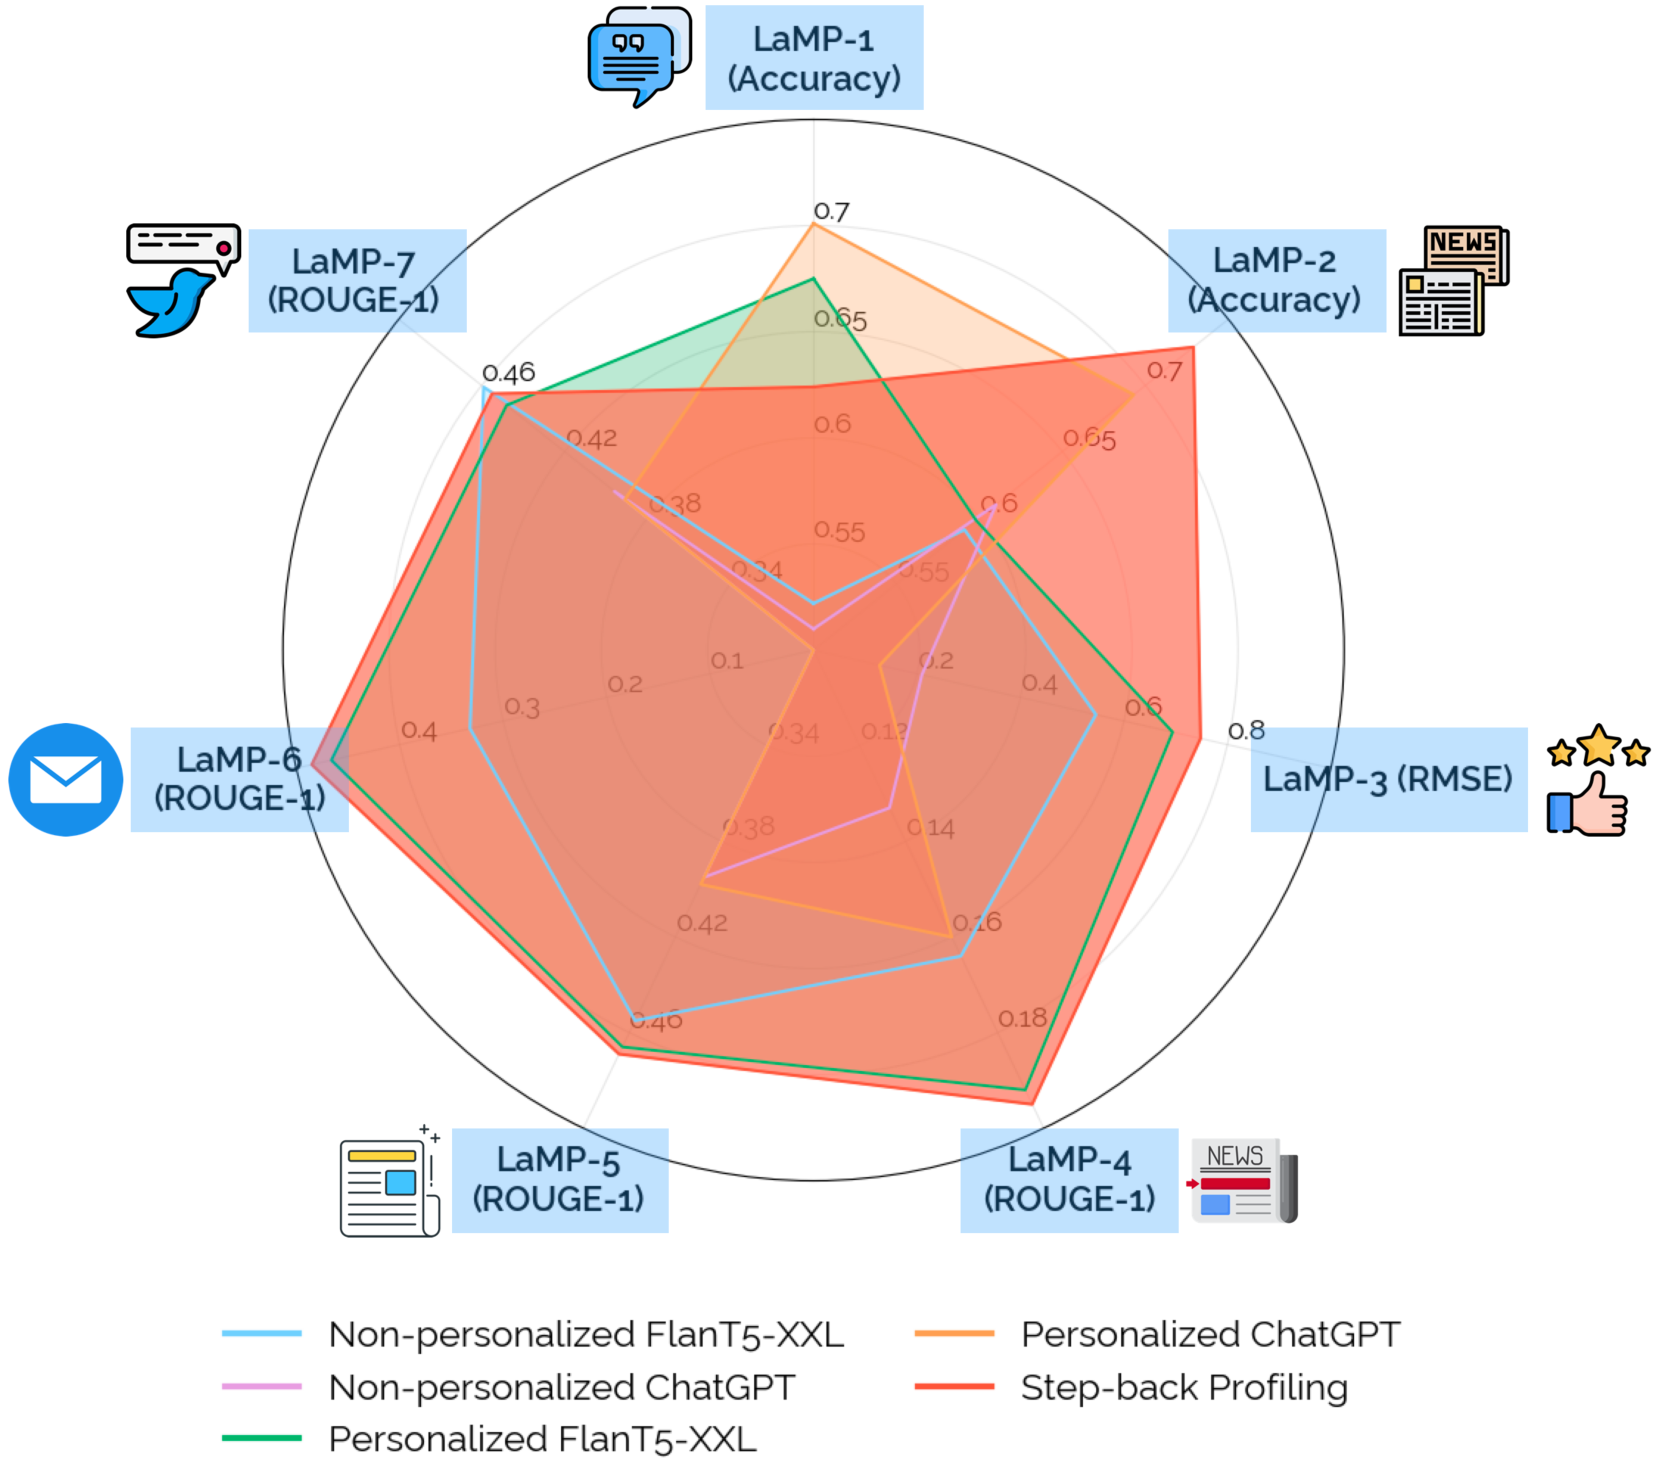 LaMP-1
(Accuracy)
LaMP-7
(ROUGE-1)
LaMP-2
(Accuracy)
NEWS
0.7
0.65
0.6
0.55
0.7
0.65
0.6
0.55
0.46
0.42
0.38
0.34
0.1
0.2
0.3
0.4
0.2
0.4
0.6
0.8
LaMP-6
(ROUGE-1)
LaMP-3 (RMSE)
0.34
0.38
0.42
0.46
0.12
0.14
0.16
0.18
LaMP-5
(ROUGE-1)
LaMP-4
(ROUGE-1)
NEWS
Non-personalized FlanT5-XXL
Non-personalized ChatGPT
Personalized FlanT5-XXL
Personalized ChatGPT
Step-back Profiling